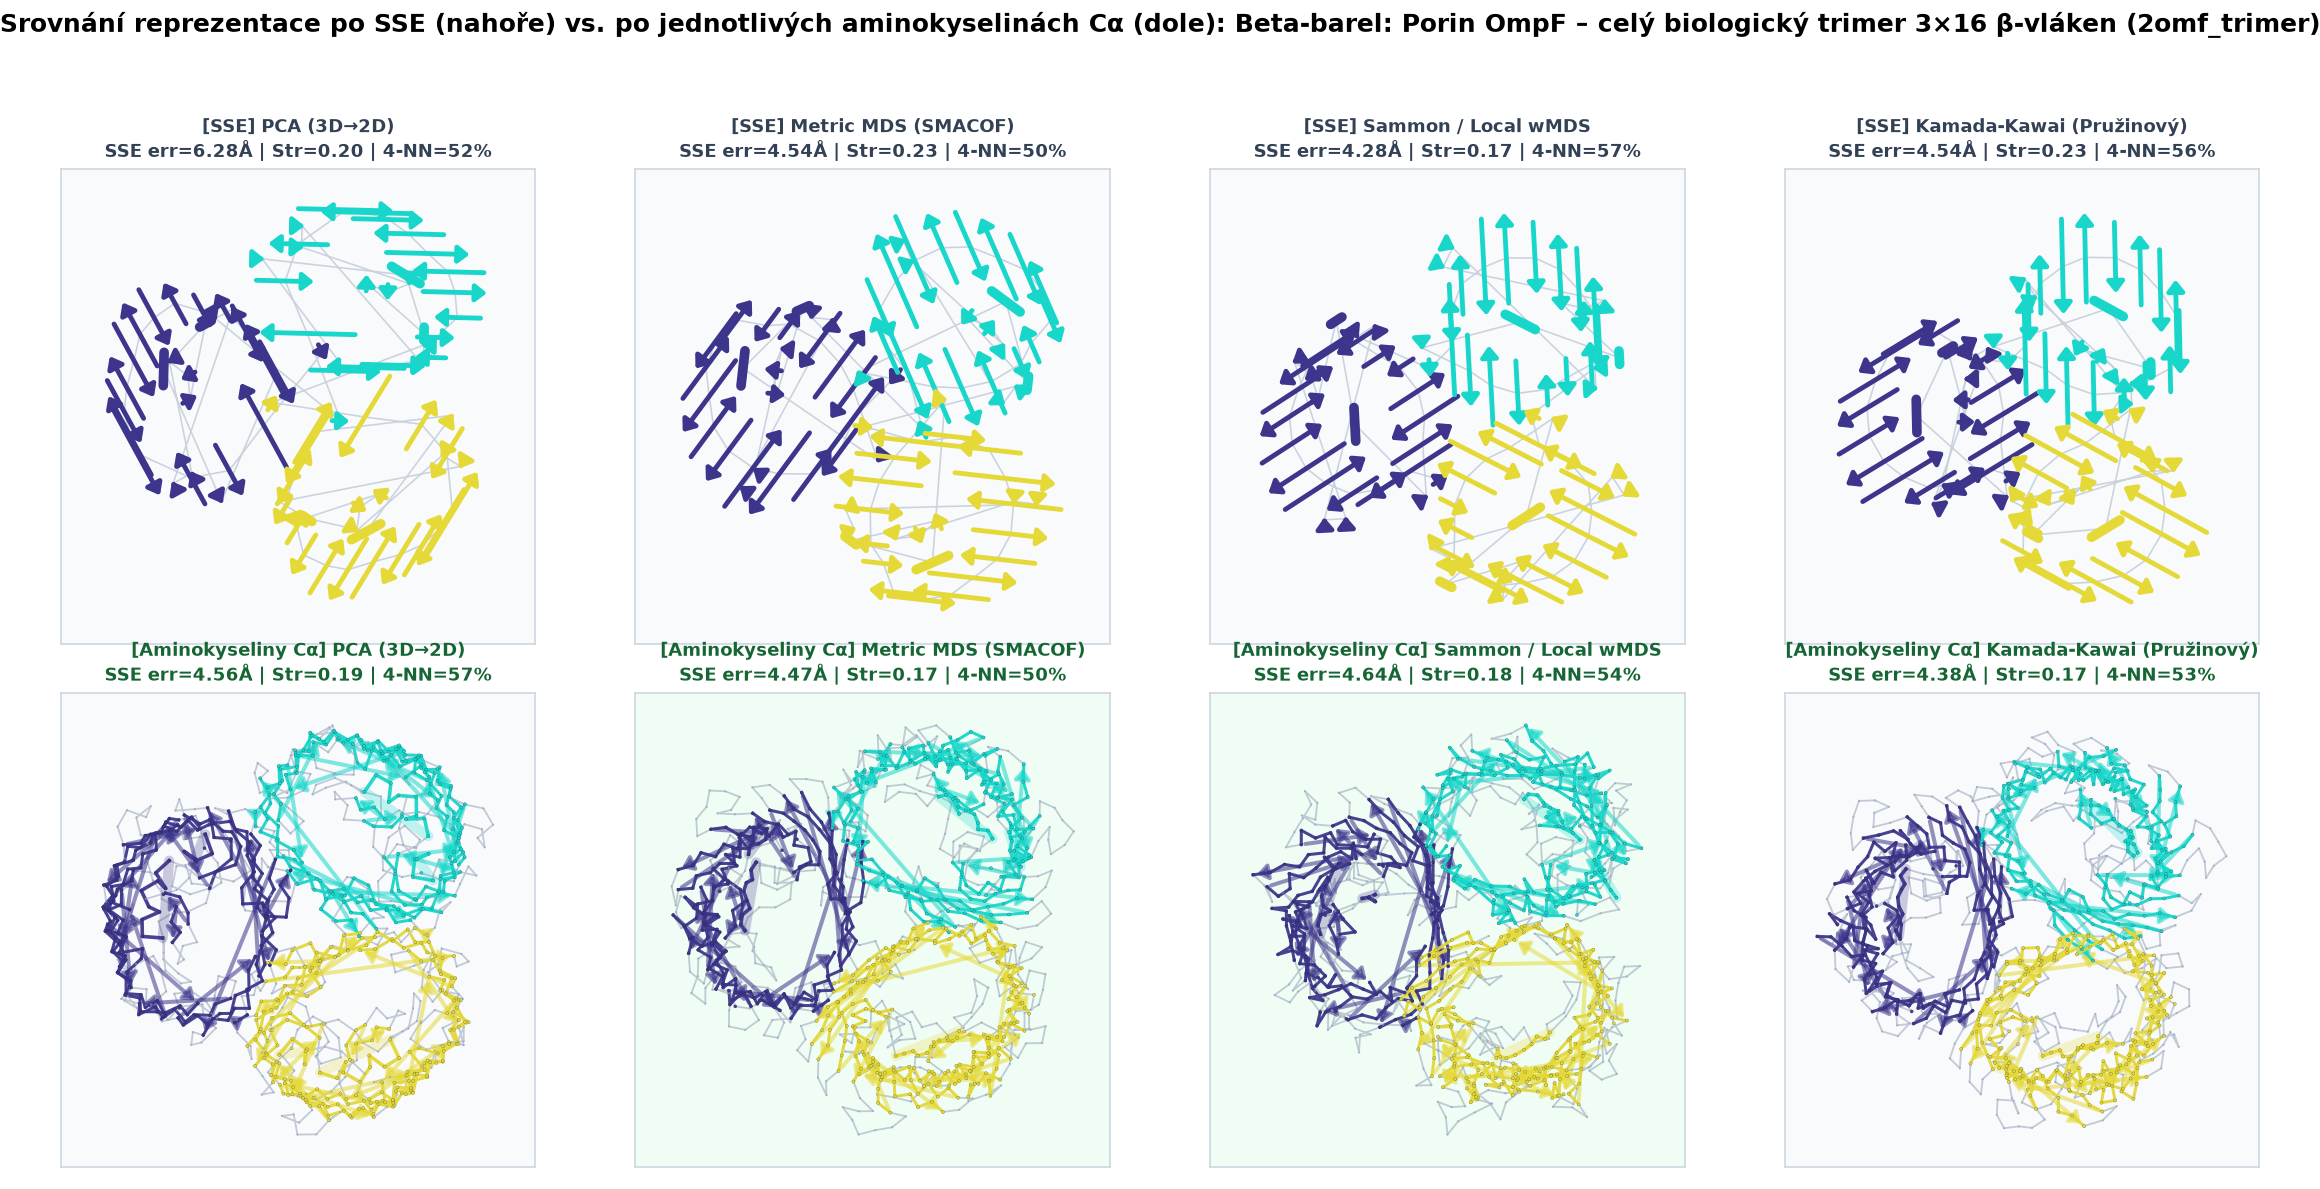 Srovnání reprezentace po SSE (nahoře) vs. po jednotlivých aminokyselinách Cα (dole): Beta-barel: Porin OmpF – celý biologický trimer 3×16 β-vláken (2omf_trimer)
[SSE] PCA (3D→2D)
SSE err=6.28Å | Str=0.20 | 4-NN=52%
[SSE] Metric MDS (SMACOF)
SSE err=4.54Å | Str=0.23 | 4-NN=50%
[SSE] Sammon / Local wMDS
SSE err=4.28Å | Str=0.17 | 4-NN=57%
[SSE] Kamada-Kawai (Pružinový)
SSE err=4.54Å | Str=0.23 | 4-NN=56%
[Aminokyseliny Cα] PCA (3D→2D)
SSE err=4.56Å | Str=0.19 | 4-NN=57%
[Aminokyseliny Cα] Metric MDS (SMACOF)
SSE err=4.47Å | Str=0.17 | 4-NN=50%
[Aminokyseliny Cα] Sammon / Local wMDS
SSE err=4.64Å | Str=0.18 | 4-NN=54%
[Aminokyseliny Cα] Kamada-Kawai (Pružinový)
SSE err=4.38Å | Str=0.17 | 4-NN=53%